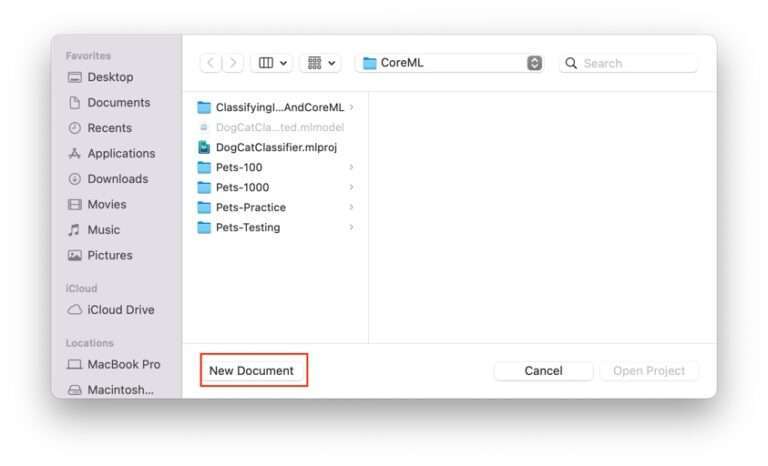 Favorites
Desktop
Documents
Recents
Applications
Downloads
Movies
Music
Pictures
iCloud
iCloud Drive
Locations
MacBook Pro
Macintosh...
CoreML
Search
ClassifyingI...AndCoreML
DogCatCla...ted.mlmodel
DogCatClassifier.mlproj
Pets-100
Pets-1000
Pets-Practice
Pets-Testing
New Document
Cancel
Open Project